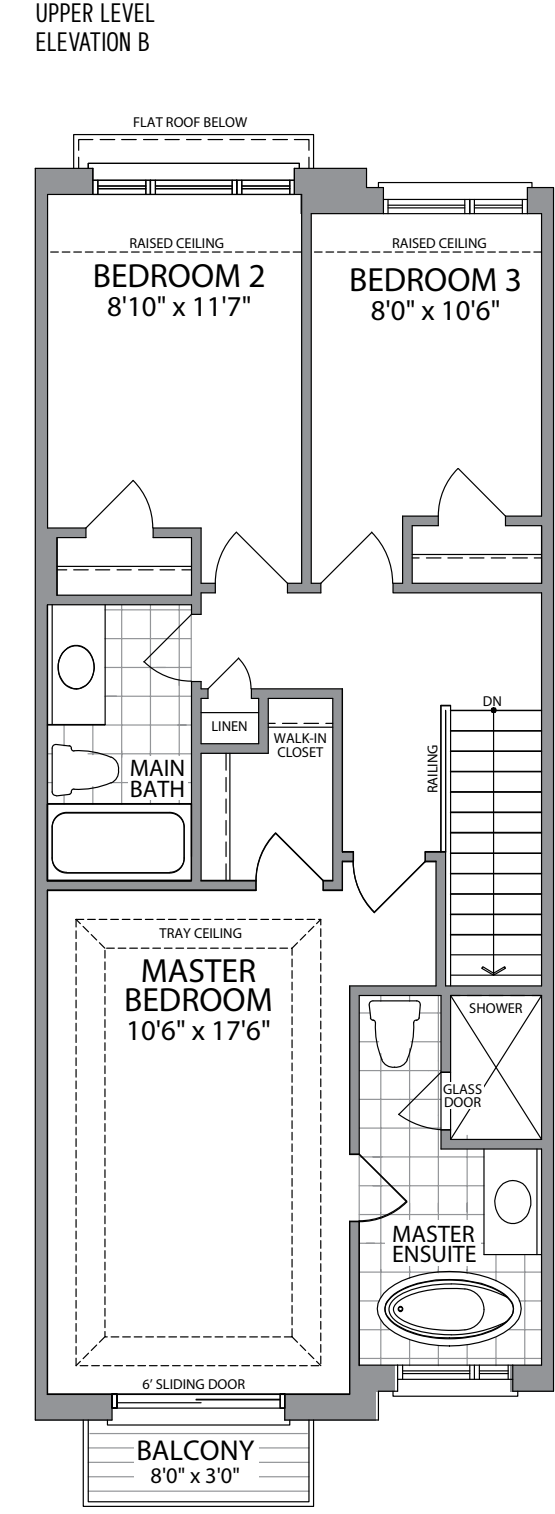 UPPER LEVEL
ELEVATION B
FLAT ROOF BELOW
RAISED CEILING
BEDROOM 2
8'10" x 11'7"
RAISED CEILING
BEDROOM 3
8'0" x 10'6"
LINEN
WALK-IN
CLOSET
DN
RAILING
MAIN
BATH
TRAY CEILING
MASTER
BEDROOM
10'6" x 17'6"
SHOWER
GLASS
DOOR
MASTER
ENSUITE
6' SLIDING DOOR
BALCONY
8'0" x 3'0"